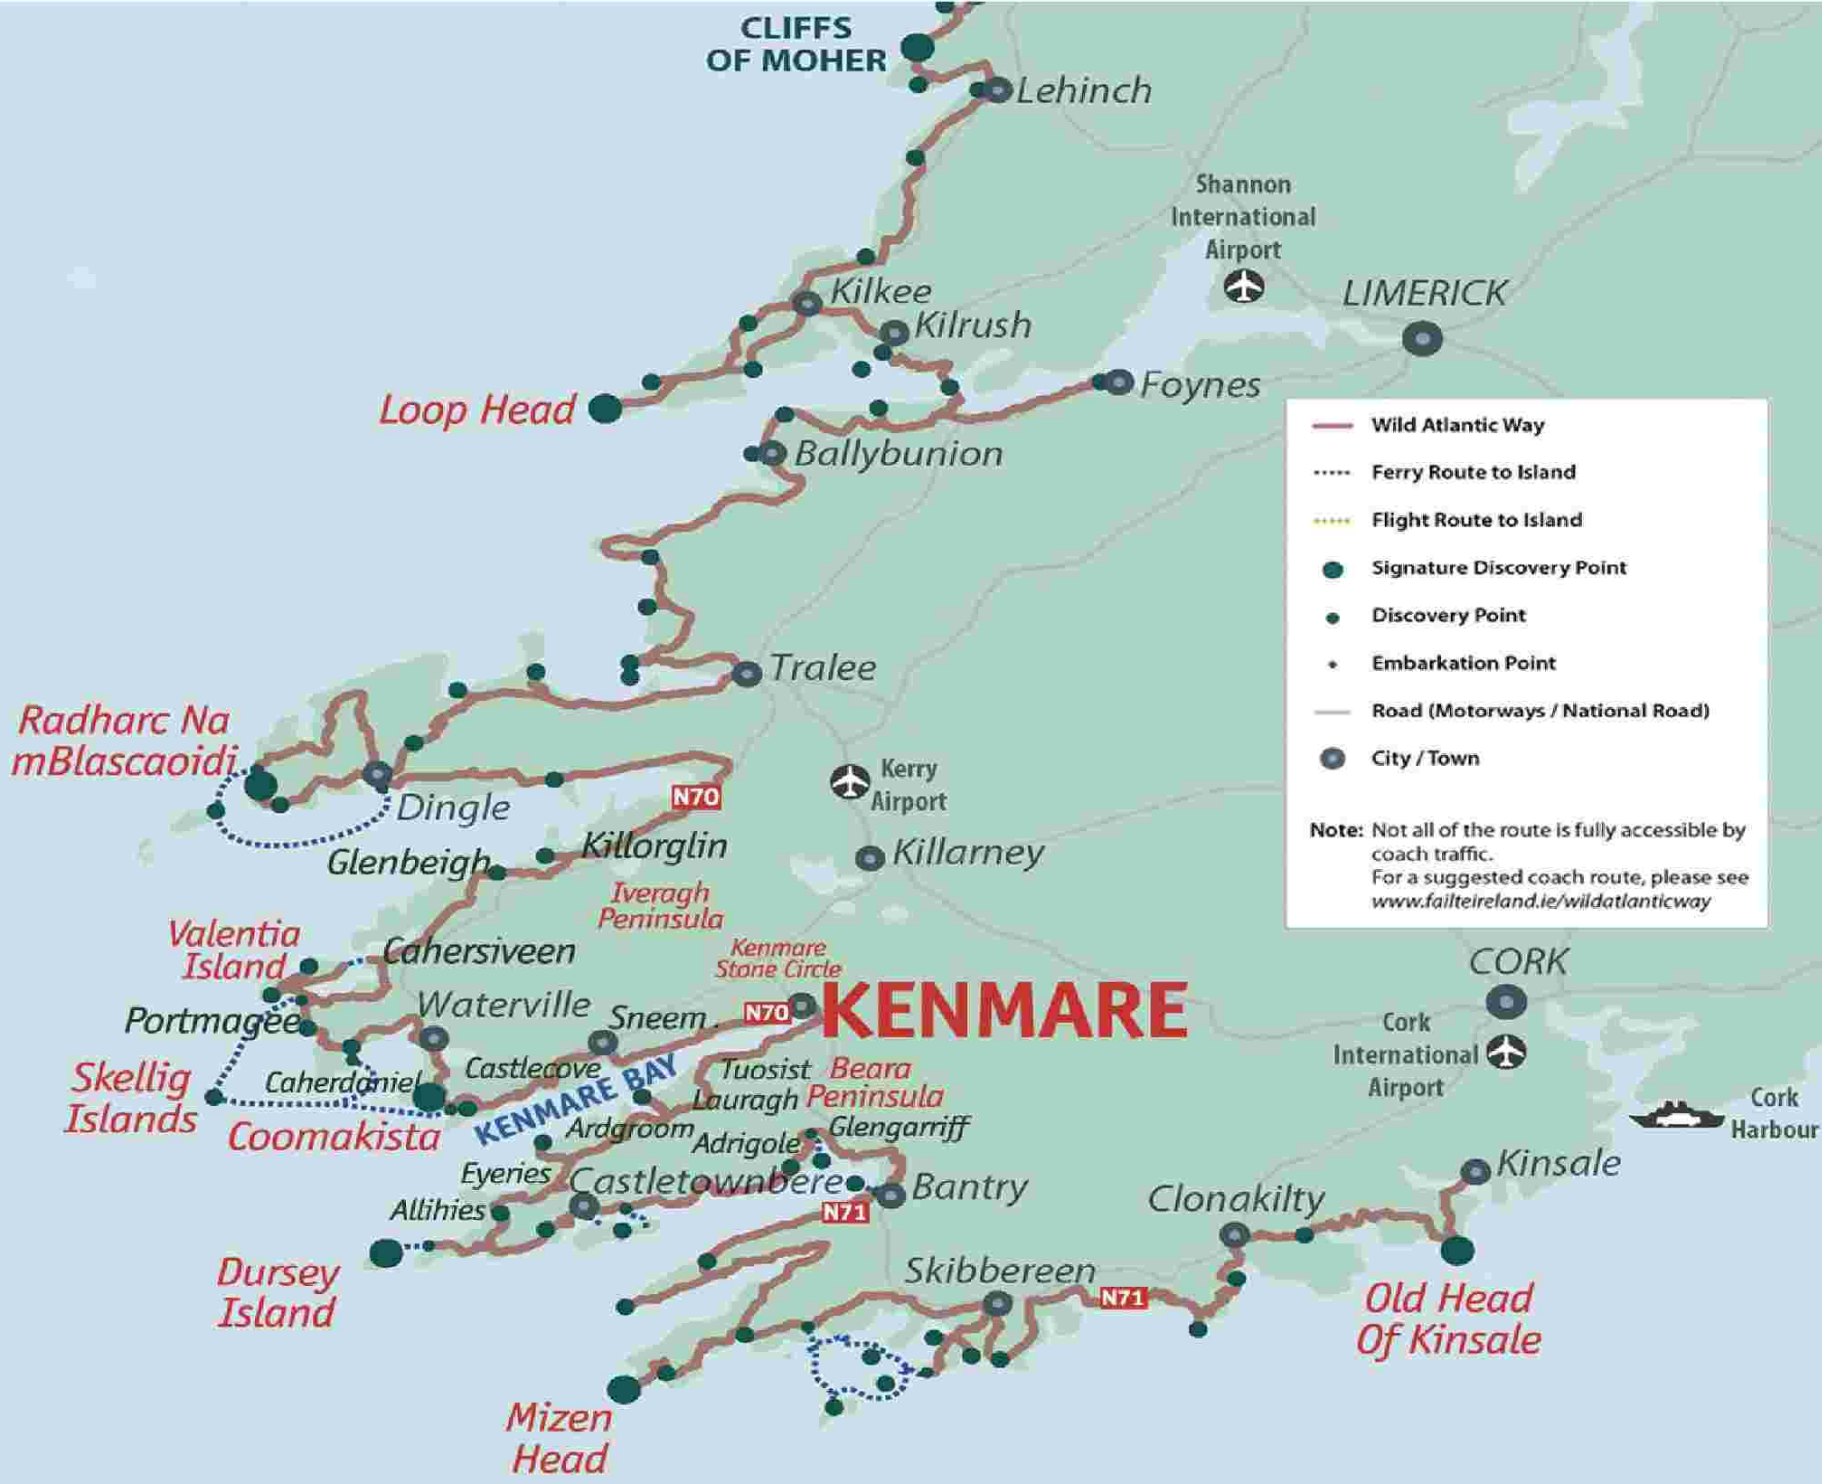 CLIFFS
OF MOHER
Lehinch
Shannon
International
Airport
Kilkee
LIMERICK
Kilrush
Foynes
Loop Head
Ballybunion
Wild Atlantic Way
Ferry Route to Island
Flight Route to Island
Signature Discovery Point
Discovery Point
Embarkation Point
Road (Motorways / National Road)
City / Town
Note: Not all of the route is fully accessible by
coach traffic.
For a suggested coach route, please see
www.failteireland.ie/wildatlanticway
Tralee
Radharc Na
mBlascaoidi
Dingle
N70
Kerry
Airport
Killorglin
Glenbeigh
Killarney
Iveragh
Peninsula
Valentia
Island
Cahersiveen
Kenmare
Stone Circle
CORK
Waterville
Sneem
N70
KENMARE
Portmagee
Cork
International
Airport
Skellig
Islands
Caherdaniel
Castlecove
KENMARE BAY
Tuosist
Beara
Peninsula
Lauragh
Cork
Harbour
Coomakista
Ardgroom
Adrigole
Glengarriff
Eyeries
Castletownbere
Bantry
Kinsale
Allihies
N71
Clonakilty
Dursey
Island
Skibbereen
N71
Old Head
Of Kinsale
Mizen
Head